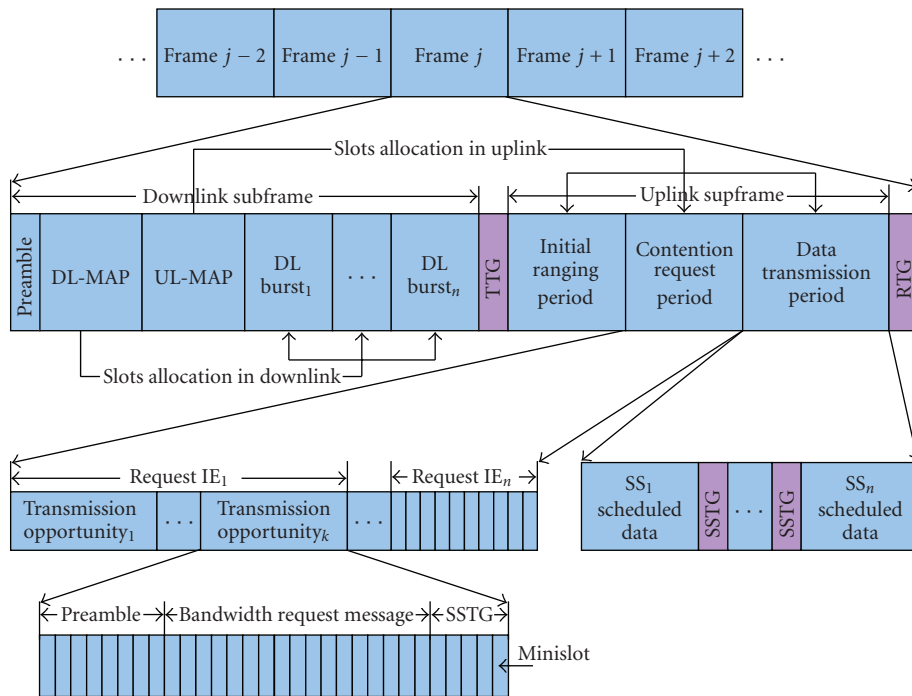 · · · Frame j − 2 Frame j − 1 Frame j Frame j + 1 Frame j + 2 · · ·
Slots allocation in uplink
Downlink subframe
Uplink supframe
Preamble
DL-MAP
UL-MAP
DL
burst₁
· · ·
DL
burstₙ
TTG
Initial
ranging
period
Contention
request
period
Data
transmission
period
RTG
Slots allocation in downlink
Request IE₁
Request IEₙ
Transmission
opportunity₁
· · ·
Transmission
opportunityₖ
· · ·
SS₁
scheduled
data
SSTG
· · ·
SSTG
SSₙ
scheduled
data
Preamble
Bandwidth request message
SSTG
Minislot